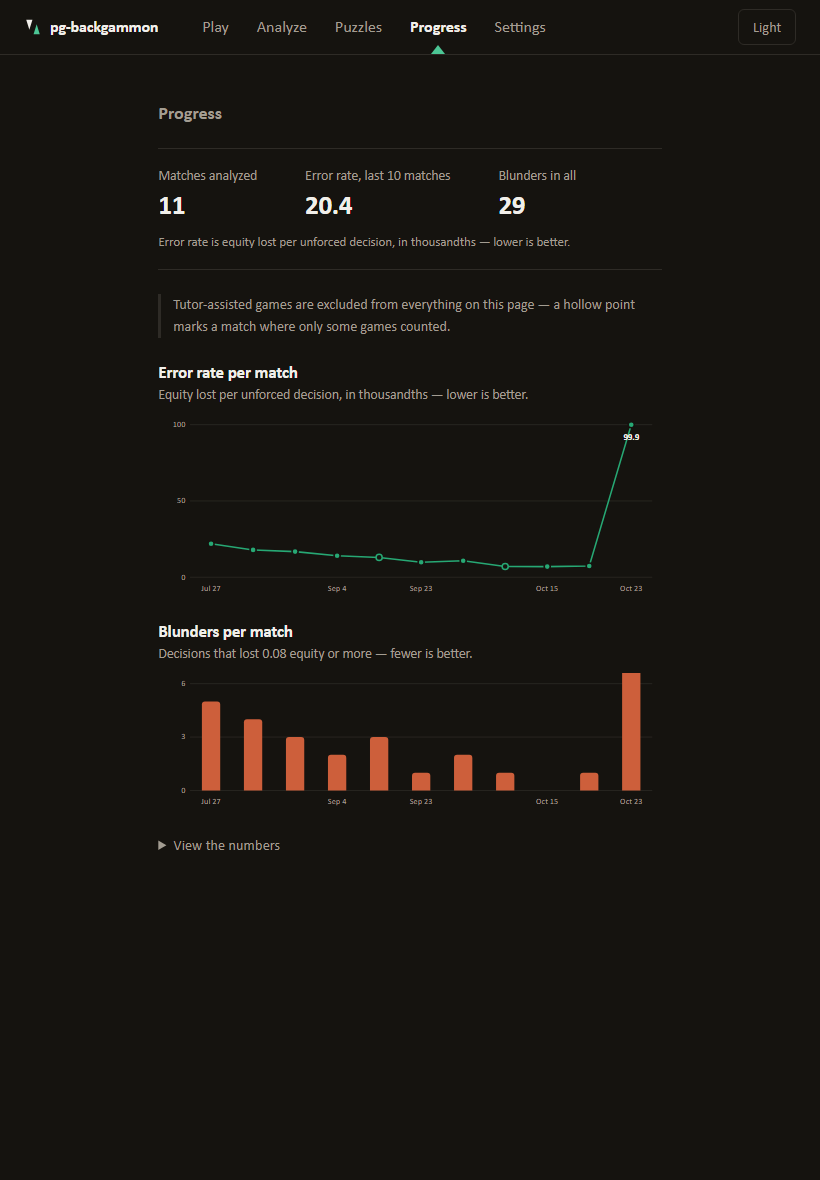 pg-backgammon Play Analyze Puzzles Progress Settings Light
Progress
Matches analyzed Error rate, last 10 matches Blunders in all
11 20.4 29
Error rate is equity lost per unforced decision, in thousandths — lower is better.
Tutor-assisted games are excluded from everything on this page — a hollow point
marks a match where only some games counted.
Error rate per match
Equity lost per unforced decision, in thousandths — lower is better.
100
99.9
50
0
Jul 27 Sep 4 Sep 23 Oct 15 Oct 23
Blunders per match
Decisions that lost 0.08 equity or more — fewer is better.
6
3
0
Jul 27 Sep 4 Sep 23 Oct 15 Oct 23
View the numbers